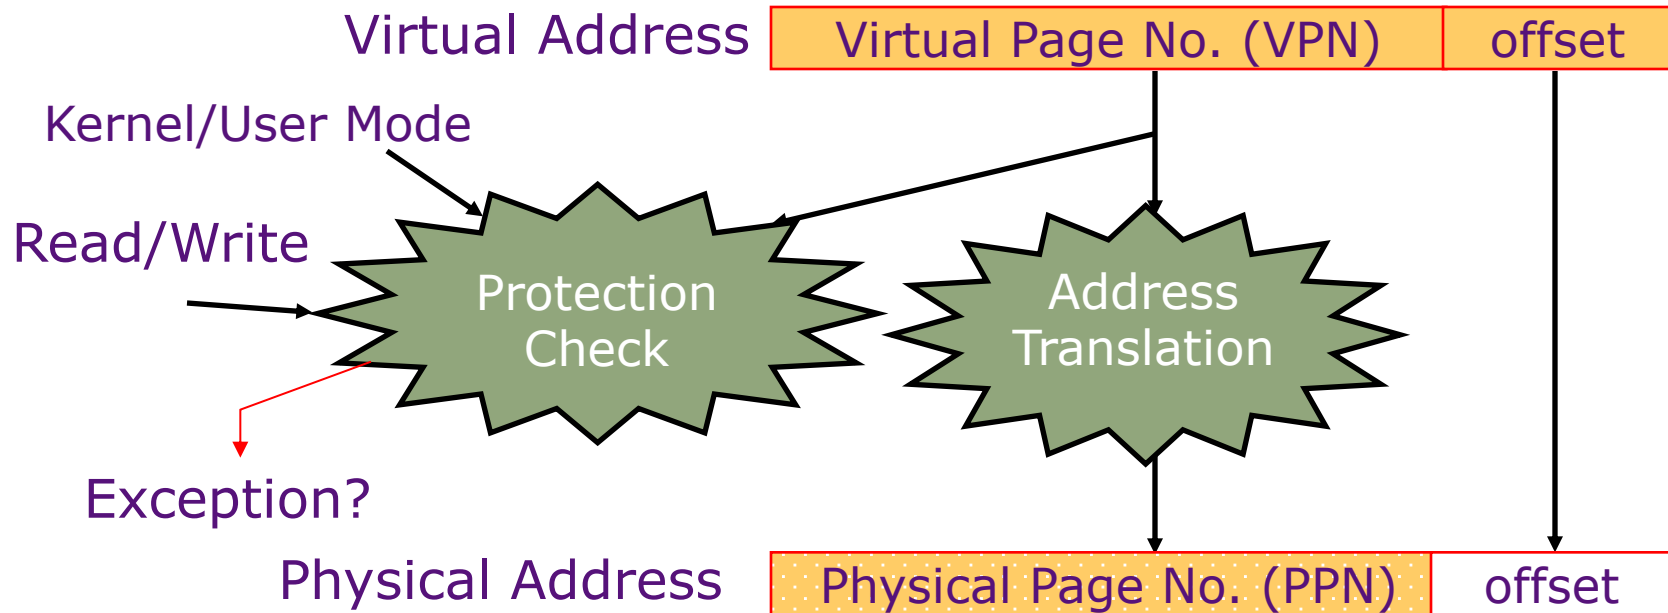 Virtual Address
Virtual Page No. (VPN)
offset
Kernel/User Mode
Read/Write
Protection
Check
Address
Translation
Exception?
Physical Address
Physical Page No. (PPN)
offset